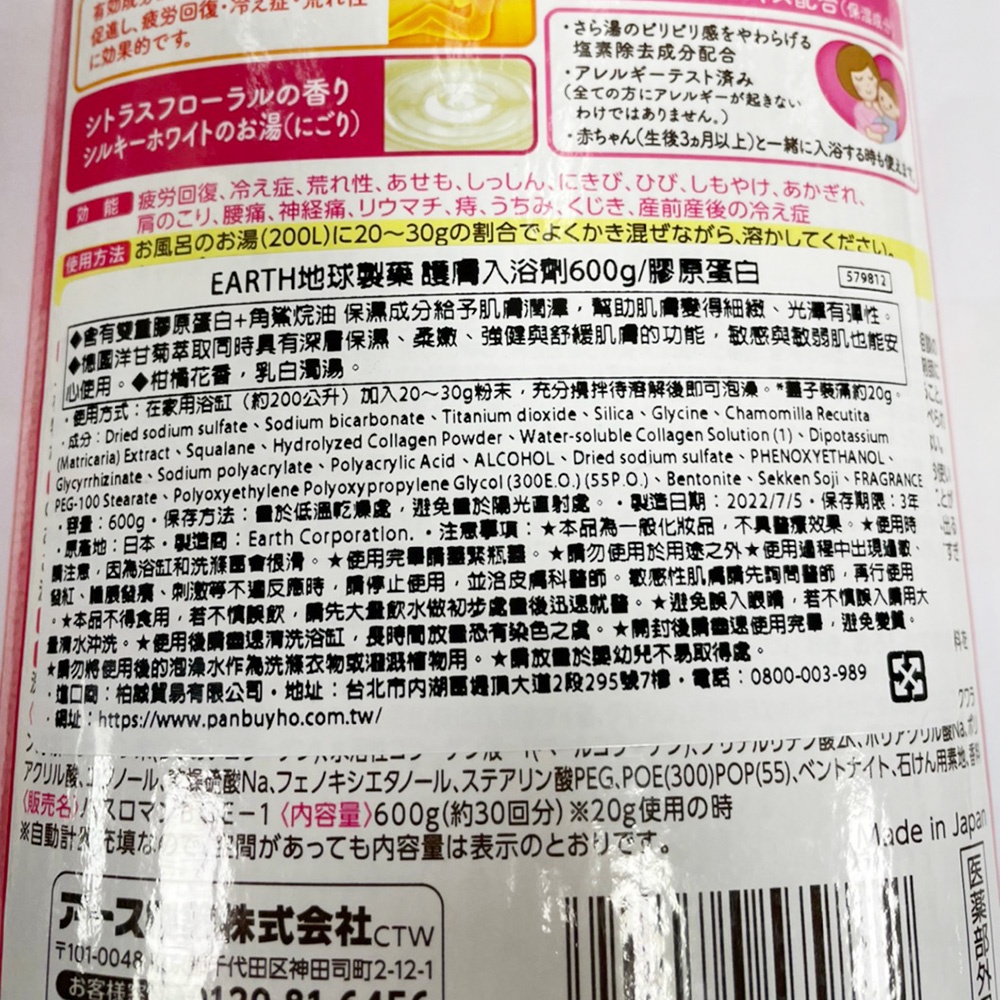 有効成分
促進し、疲労回復・冷え症・荒れ性
に効果的です。
シトラスフローラルの香り
シルキーホワイトのお湯(にごり)
・さら湯のピリピリ感をやわらげる
塩素除去成分配合
・アレルギーテスト済み
(全ての方にアレルギーが起きない
わけではありません。)
・赤ちゃん(生後3ヵ月以上)と一緒に入浴する時も使えます。
効能 疲労回復、冷え症、荒れ性、あせも、しっしん、にきび、ひび、しもやけ、あかぎれ、
肩のこり、腰痛、神経痛、リウマチ、痔、うちみ、くじき、産前産後の冷え症
使用方法 お風呂のお湯(200L)に20〜30gの割合でよくかき混ぜながら、溶かしてください。
EARTH地球製藥 護膚入浴劑600g/膠原蛋白 579812
◆含有雙重膠原蛋白+角鯊烷油 保濕成分給予肌膚潤澤，幫助肌膚變得細緻、光澤有彈性。
◆德國洋甘菊萃取同時具有深層保濕、柔嫩、強健與舒緩肌膚的功能，敏感與敏弱肌也能安
心使用。◆柑橘花香，乳白濁湯。
・使用方式：在家用浴缸（約200公升）加入20～30g粉末，充分攪拌待溶解後即可泡澡。*蓋子裝滿約20g。
・成分：Dried sodium sulfate、Sodium bicarbonate、Titanium dioxide、Silica、Glycine、Chamomilla Recutita
(Matricaria) Extract、Squalane、Hydrolyzed Collagen Powder、Water-soluble Collagen Solution (1)、Dipotassium
Glycyrrhizinate、Sodium polyacrylate、Polyacrylic Acid、ALCOHOL、Dried sodium sulfate、PHENOXYETHANOL、
PEG-100 Stearate、Polyoxyethylene Polyoxypropylene Glycol (300E.O.) (55P.O.)、Bentonite、Sekken Soji、FRAGRANCE
・容量：600g・保存方法：置於低溫乾燥處，避免置於陽光直射處。・製造日期：2022/7/5・保存期限：3年
・原產地：日本・製造商：Earth Corporation.・注意事項：★本品為一般化妝品，不具醫療效果。★使用時
請注意，因為浴缸和洗滌區會很滑。★使用完畢請蓋緊瓶蓋。★請勿使用於用途之外★使用過程中出現過敏、
發紅、腫脹發癢、刺激等不適反應時，請停止使用，並洽皮膚科醫師。敏感性肌膚請先詢問醫師，再行使用
。★本品不得食用，若不慎誤飲，請先大量飲水做初步處置後迅速就醫。★避免誤入眼睛，若不慎誤入請用大
量清水沖洗。★使用後請盡速清洗浴缸，長時間放置恐有染色之虞。★開封後請盡速使用完畢，避免變質。
★請勿將使用後的泡澡水作為洗滌衣物或灌溉植物用。★請放置於嬰幼兒不易取得處。
・進口商：柏誠貿易有限公司・地址：台北市內湖區堤頂大道2段295號7樓・電話：0800-003-989
・網址：https://www.panbuyho.com.tw/
アクリル酸、エタノール、乾燥硫酸Na、フェノキシエタノール、ステアリン酸PEG、POE(300)POP(55)、ベントナイト、石けん用素地、香料
〈販売名〉バスロマンBCE−1〈内容量〉600g(約30回分)※20g使用の時
※自動計量充填なので、空間があっても内容量は表示のとおりです。
Made in Japan
医薬部外
アース製薬株式会社CTW
〒101-0048 千代田区神田司町2-12-1
お客様
0120-81-6456